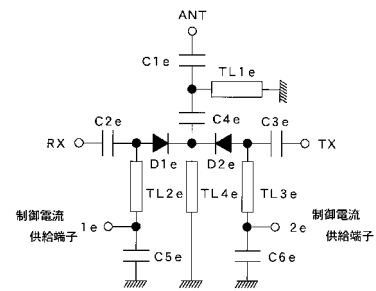 ANT
C1e
TL1e
C4e
C2e
C3e
RX
TX
D1e
D2e
TL2e
TL4e
TL3e
制御電流
供給端子
1e
2e
制御電流
供給端子
C5e
C6e